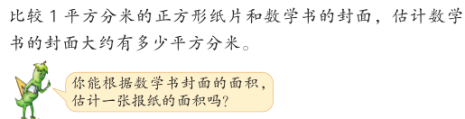 比较1平方分米的正方形纸片和数学书的封面，估计数学
书的封面大约有多少平方分米。
你能根据数学书封面的面积，
估计一张报纸的面积吗？